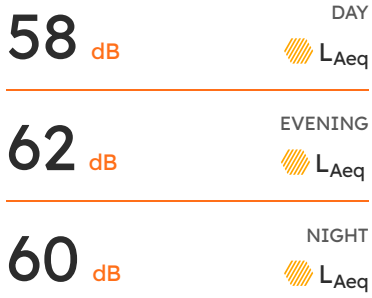 DAY
58 dB LAeq
EVENING
62 dB LAeq
NIGHT
60 dB LAeq